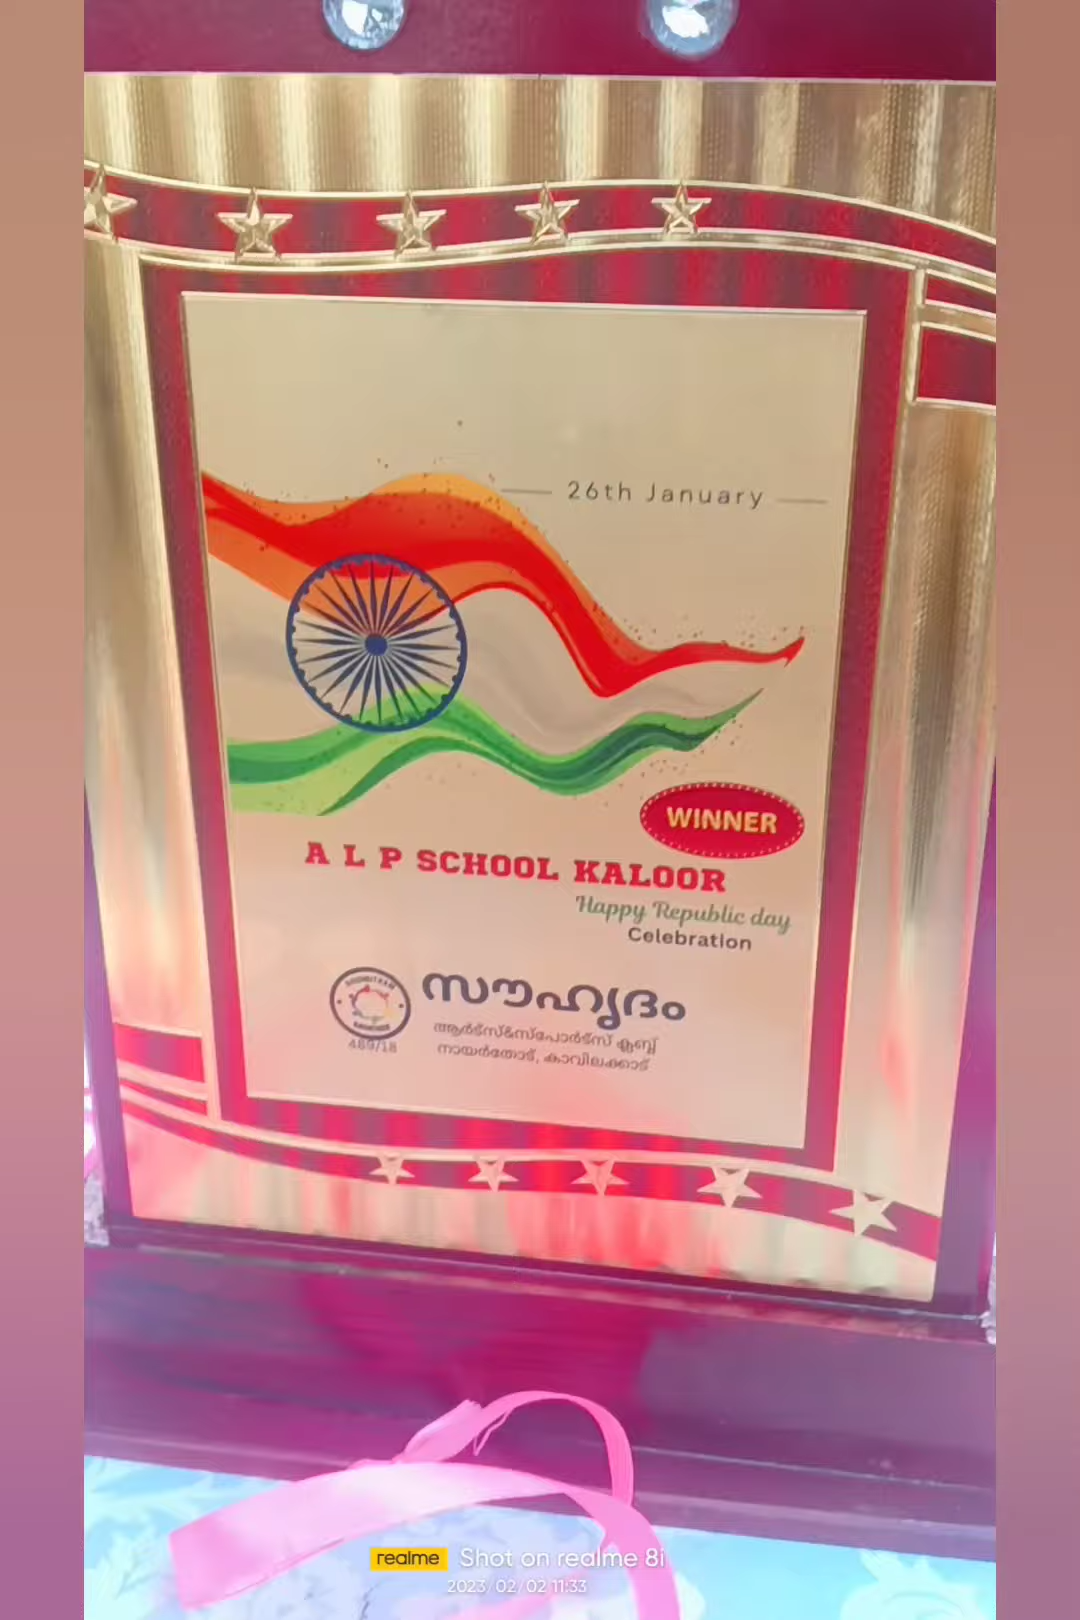 26th January
WINNER
A L P SCHOOL KALOOR
Happy Republic day
Celebration
സൗഹൃദം
ആർട്സ്&സ്പോർട്സ് ക്ലബ്ബ്
നായർതോട്, കാവിലക്കാട്
469/18
realme Shot on realme 8i
2023/02/02 11:33